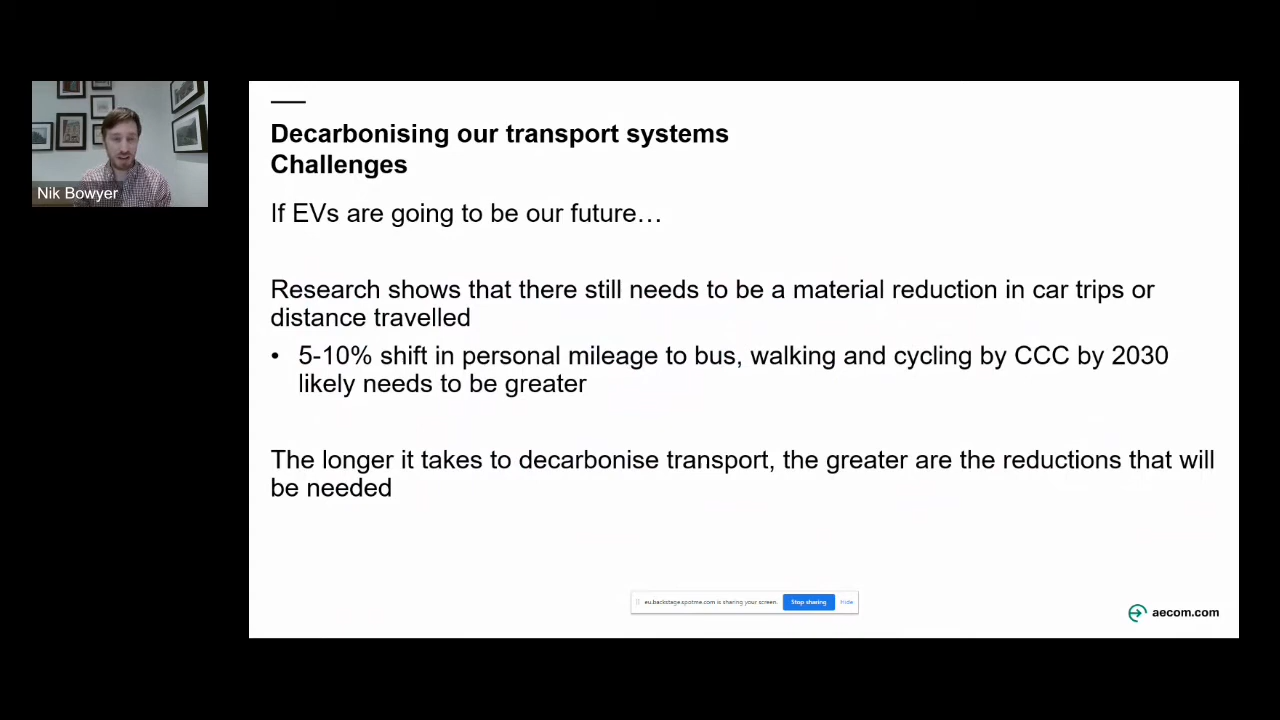 Nik Bowyer
Decarbonising our transport systems
Challenges
If EVs are going to be our future…
Research shows that there still needs to be a material reduction in car trips or
distance travelled
• 5-10% shift in personal mileage to bus, walking and cycling by CCC by 2030
likely needs to be greater
The longer it takes to decarbonise transport, the greater are the reductions that will
be needed
eu.backstage.spotme.com is sharing your screen. Stop sharing Hide
aecom.com